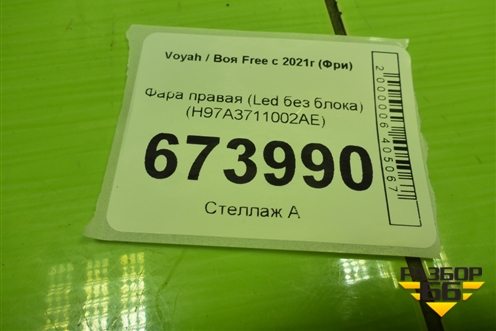 Voyah / Воя Free с 2021г (Фри)
Фара правая (Led без блока)
(H97A3711002AE)
673990
Стеллаж А
2000006405067
РАЗБОР
66